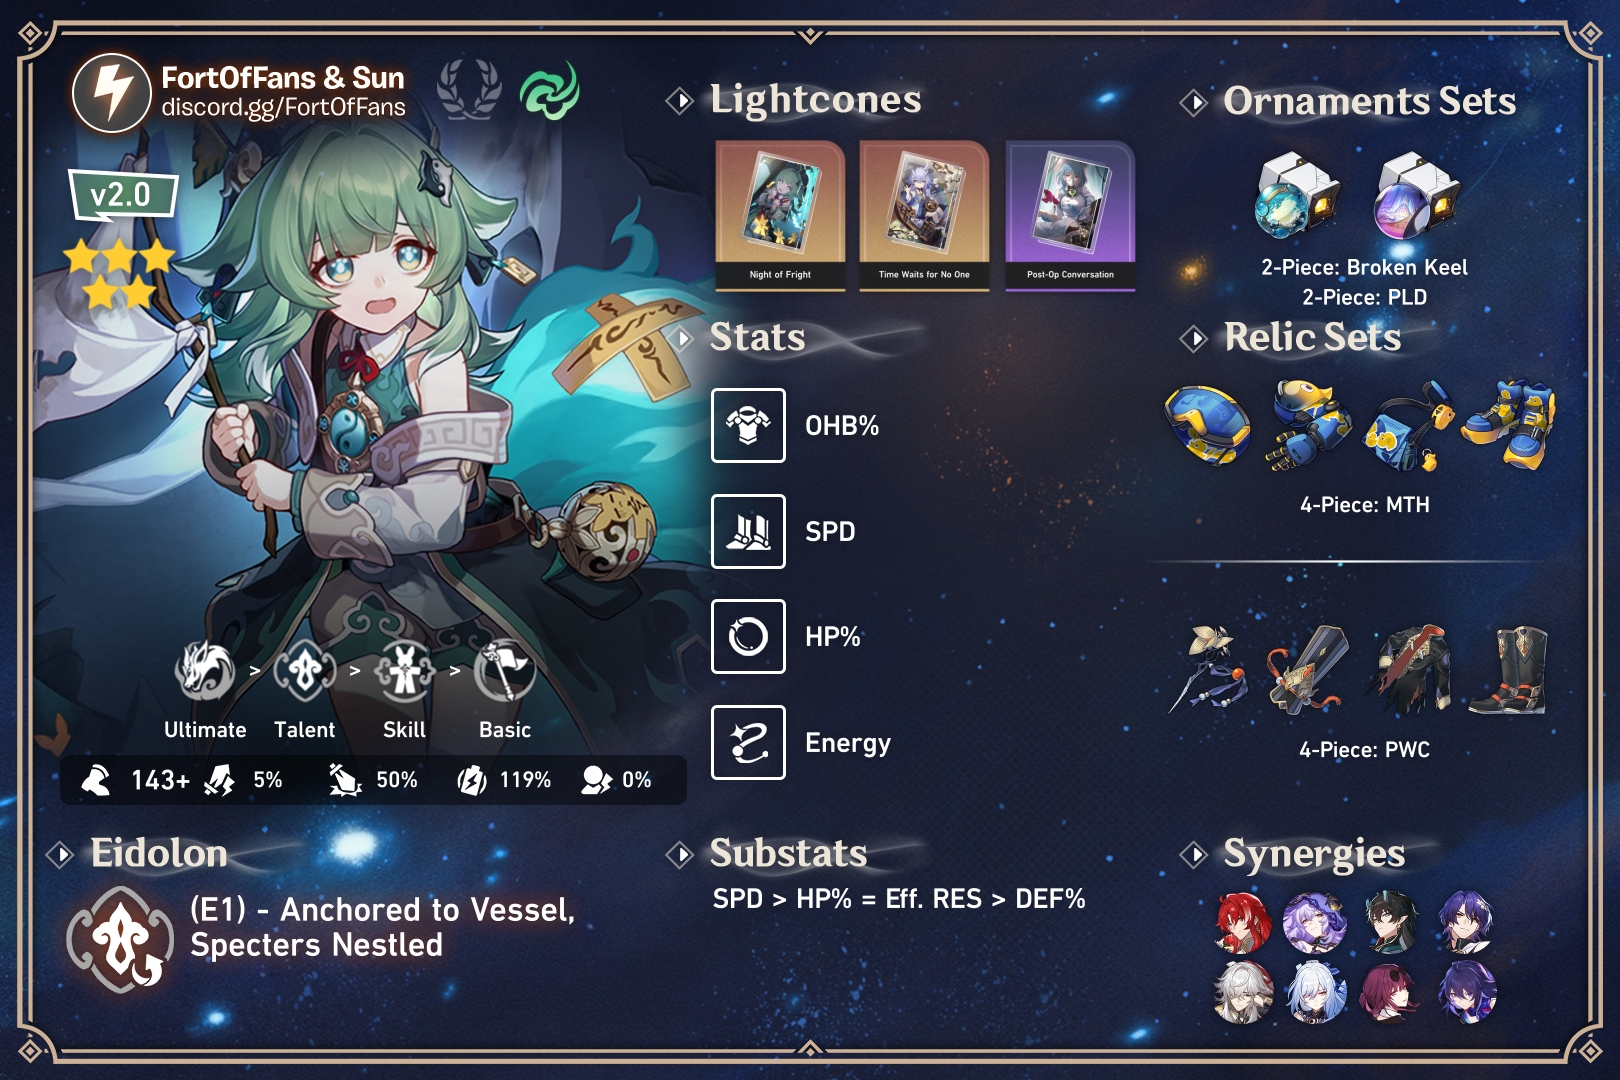 FortOfFans & Sun
discord.gg/FortOfFans
v2.0
Ultimate > Talent > Skill > Basic
143+ 5% 50% 119% 0%
Eidolon
(E1) - Anchored to Vessel,
Specters Nestled
Lightcones
Night of Fright
Time Waits for No One
Post-Op Conversation
Stats
OHB%
SPD
HP%
Energy
Substats
SPD > HP% = Eff. RES > DEF%
Ornaments Sets
2-Piece: Broken Keel
2-Piece: PLD
Relic Sets
4-Piece: MTH
4-Piece: PWC
Synergies